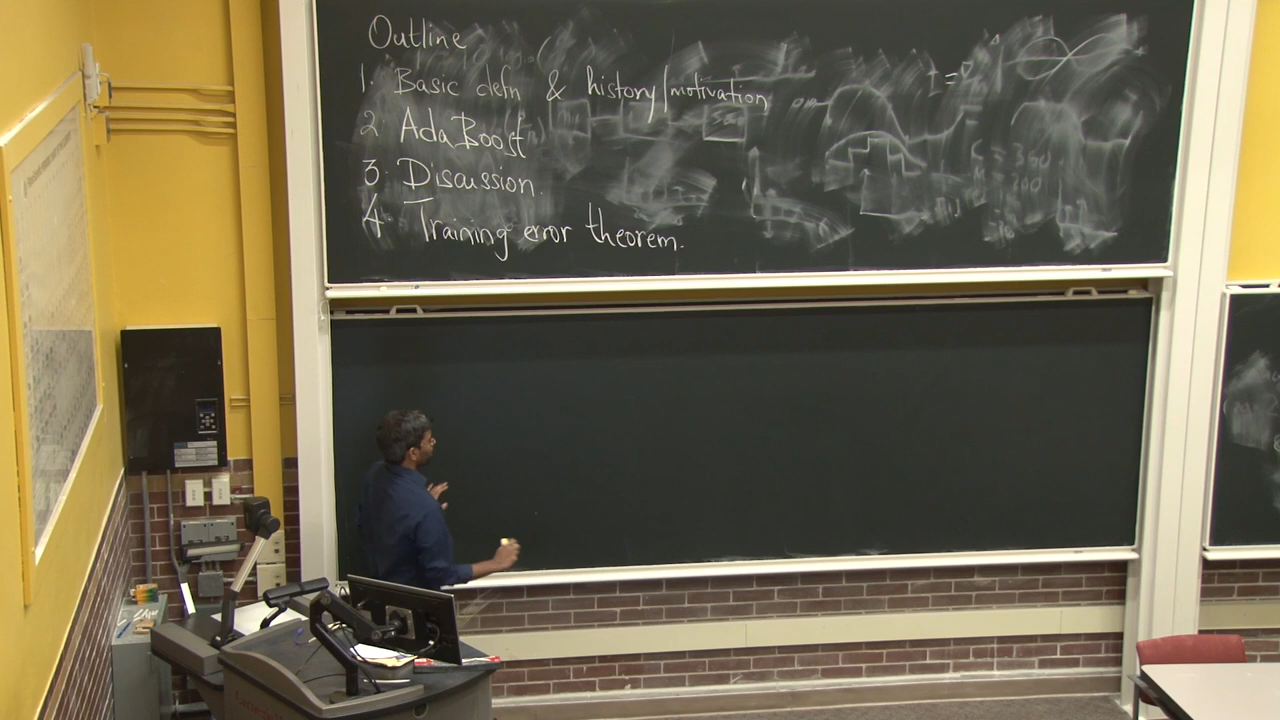 Outline
1. Basic defn & history/motivation
2 AdaBoost
3. Discussion.
4. Training error theorem.